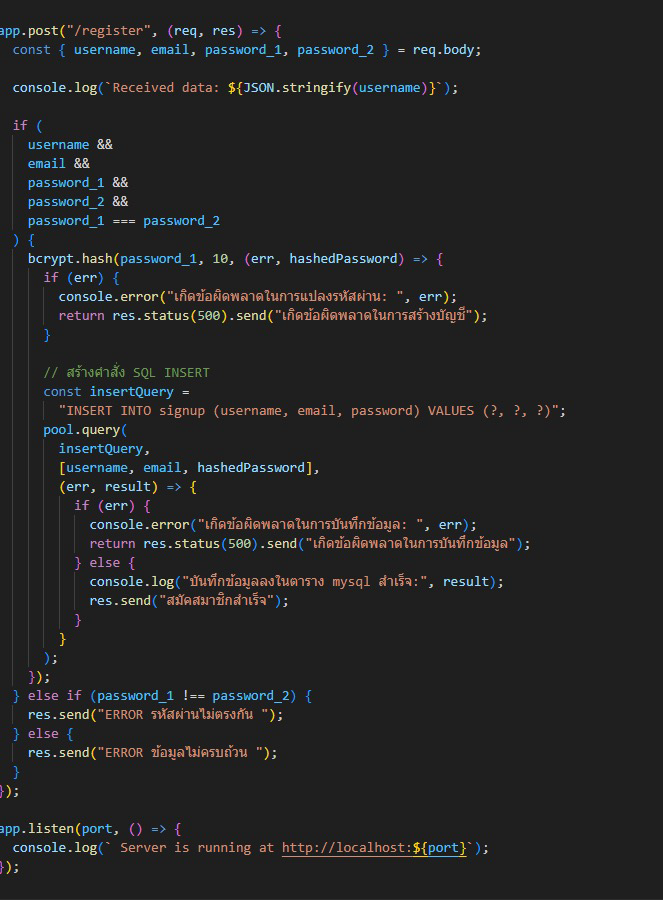 app.post("/register", (req, res) => {
const { username, email, password_1, password_2 } = req.body;
console.log(`Received data: ${JSON.stringify(username)}`);
if (
username &&
email &&
password_1 &&
password_2 &&
password_1 === password_2
) {
bcrypt.hash(password_1, 10, (err, hashedPassword) => {
if (err) {
console.error("เกิดข้อผิดพลาดในการแปลงรหัสผ่าน: ", err);
return res.status(500).send("เกิดข้อผิดพลาดในการสร้างบัญชี");
}
// สร้างคำสั่ง SQL INSERT
const insertQuery =
"INSERT INTO signup (username, email, password) VALUES (?, ?, ?)";
pool.query(
insertQuery,
[username, email, hashedPassword],
(err, result) => {
if (err) {
console.error("เกิดข้อผิดพลาดในการบันทึกข้อมูล: ", err);
return res.status(500).send("เกิดข้อผิดพลาดในการบันทึกข้อมูล");
} else {
console.log("บันทึกข้อมูลลงในตาราง mysql สำเร็จ:", result);
res.send("สมัคสมาชิกสำเร็จ");
}
}
);
});
} else if (password_1 !== password_2) {
res.send("ERROR รหัสผ่านไม่ตรงกัน ");
} else {
res.send("ERROR ข้อมูลไม่ครบถ้วน ");
}
});
app.listen(port, () => {
console.log(` Server is running at http://localhost:${port}`);
});